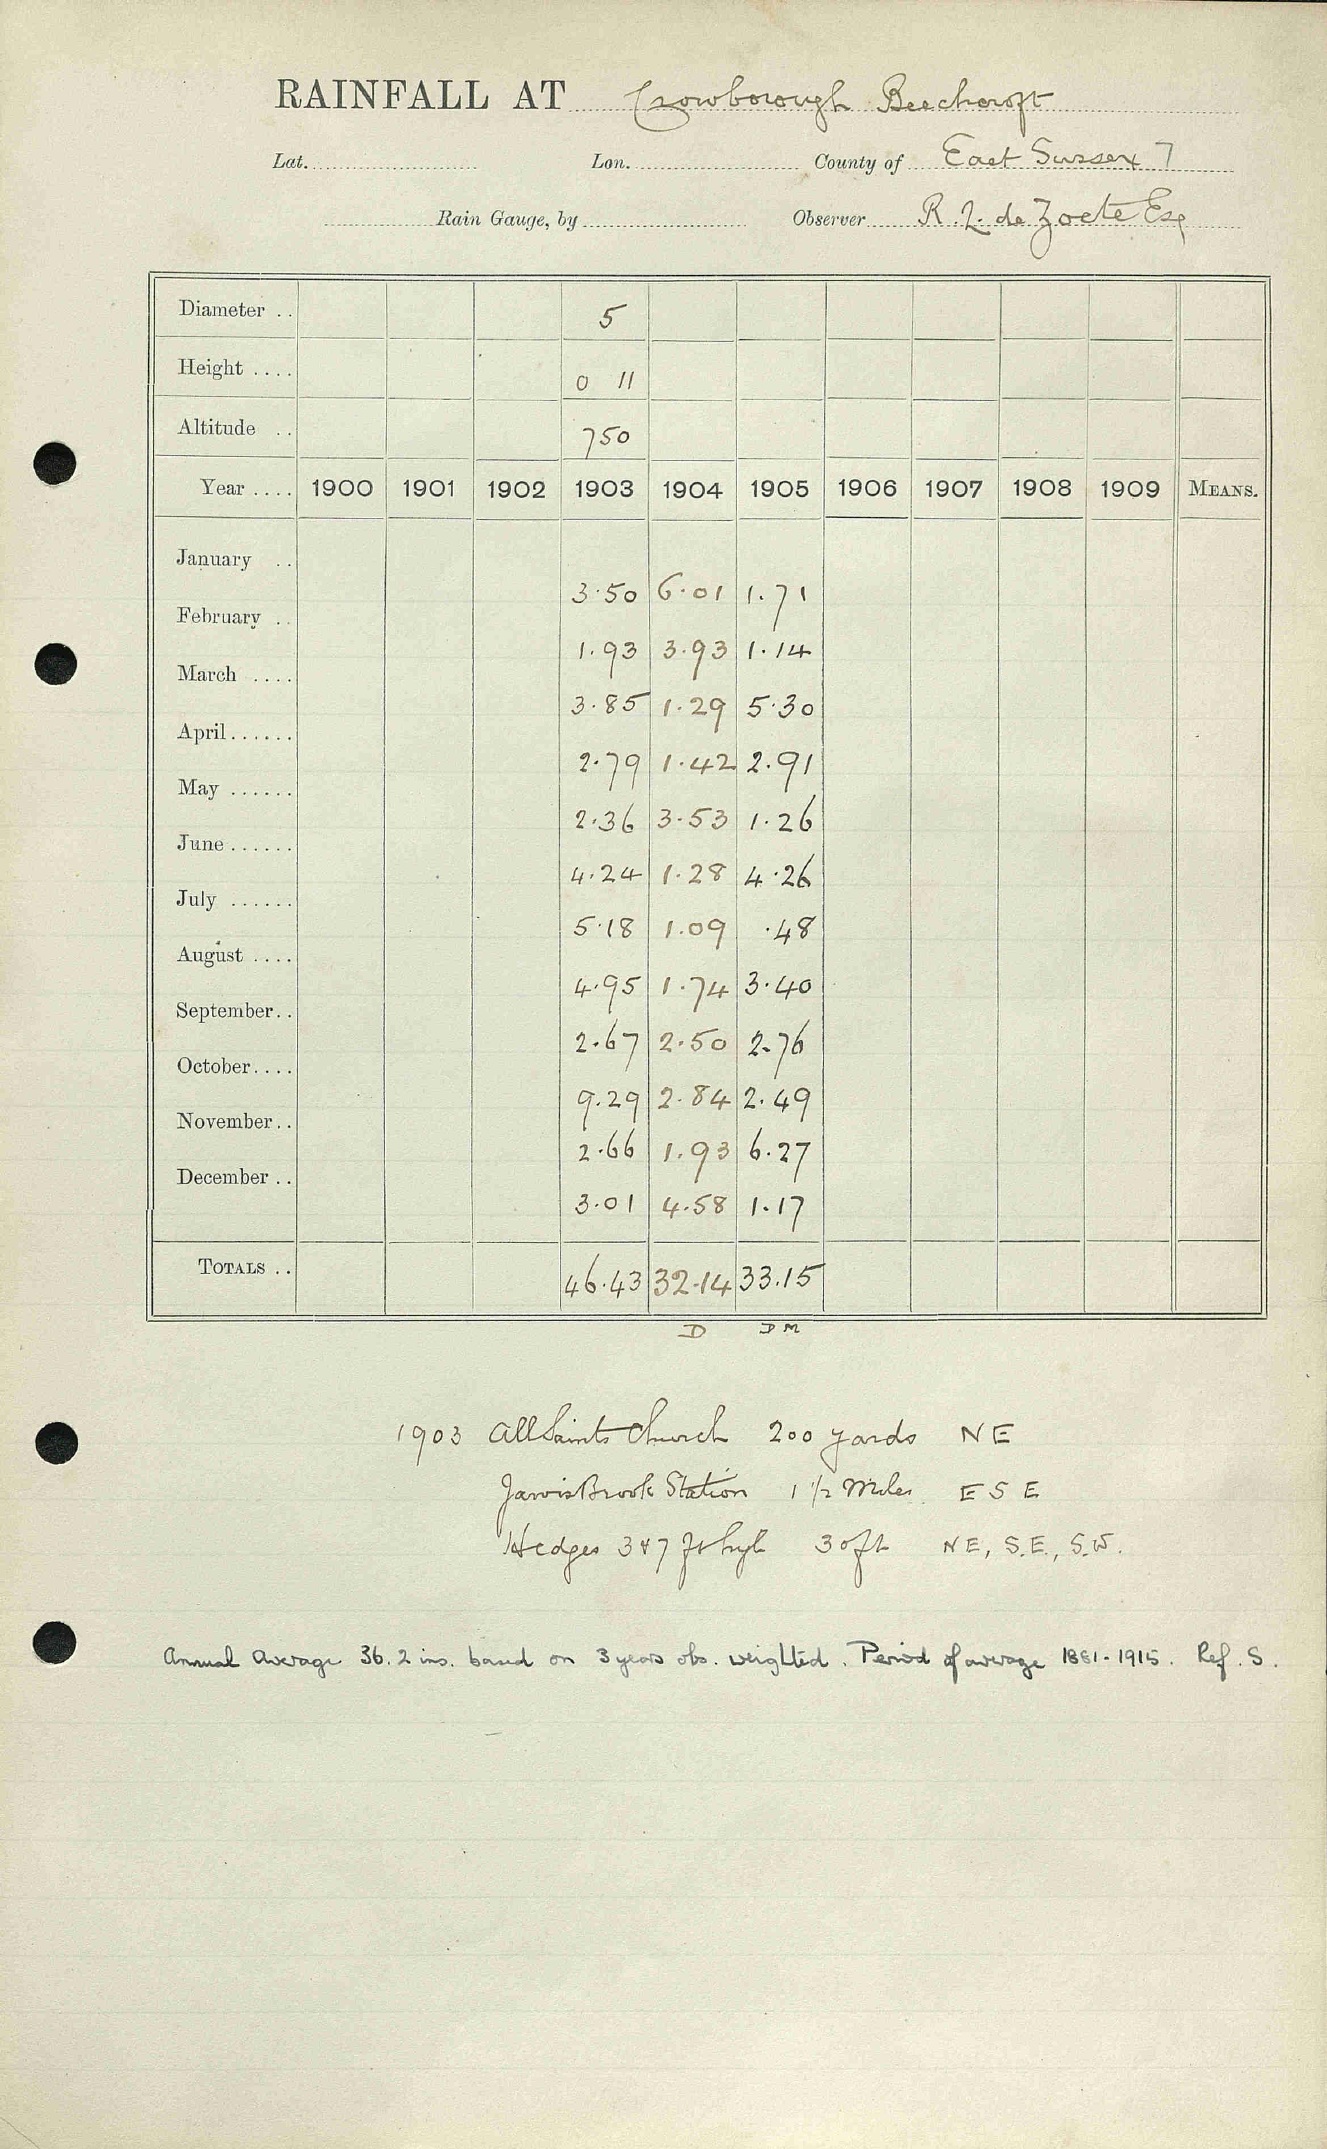 RAINFALL AT Crowborough Beechcroft
Lat. Lon. County of East Sussex 7
Rain Gauge, by Observer R. L. de Zoete Esq
Diameter .. 5
Height .... 0 11
Altitude .. 750
Year .... 1900 1901 1902 1903 1904 1905 1906 1907 1908 1909 MEANS.
January .. 3.50 6.01 1.71
February .. 1.93 3.93 1.14
March .... 3.85 1.29 5.30
April...... 2.79 1.42 2.91
May ...... 2.36 3.53 1.26
June ...... 4.24 1.28 4.26
July ...... 5.18 1.09 .48
August .... 4.95 1.74 3.40
September.. 2.67 2.50 2.76
October.... 9.29 2.84 2.49
November.. 2.66 1.93 6.27
December .. 3.01 4.58 1.17
TOTALS .. 46.43 32.14 33.15
D DM
1903 All Saints Church 200 yards NE
Jarvis Brook Station 1 1/2 Miles ESE
Hedges 3 & 7 ft high 30 ft NE, S.E., S.W.
Annual Average 36.2 ins. based on 3 years obs. weighted. Period of average 1881-1915. Ref. S.